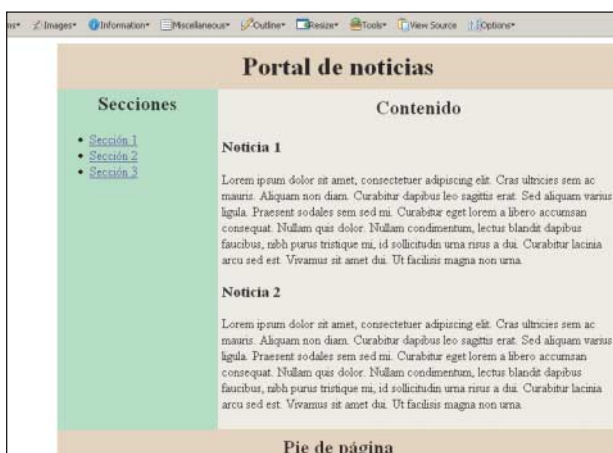 Images Information Miscellaneous Outline Resize Tools View Source Options
Portal de noticias
Secciones
Sección 1
Sección 2
Sección 3
Contenido
Noticia 1
Lorem ipsum dolor sit amet, consectetuer adipiscing elit. Cras ultricies sem ac
mauris. Aliquam non diam. Curabitur dapibus leo sagittis erat. Sed aliquam varius
ligula. Praesent sodales sem sed mi. Curabitur eget lorem a libero accumsan
consequat. Nullam quis dolor. Nullam condimentum, lectus blandit dapibus
faucibus, nibh purus tristique mi, id sollicitudin urna risus a dui. Curabitur lacinia
arcu sed est. Vivamus sit amet dui. Ut facilisis magna non urna.
Noticia 2
Lorem ipsum dolor sit amet, consectetuer adipiscing elit. Cras ultricies sem ac
mauris. Aliquam non diam. Curabitur dapibus leo sagittis erat. Sed aliquam varius
ligula. Praesent sodales sem sed mi. Curabitur eget lorem a libero accumsan
consequat. Nullam quis dolor. Nullam condimentum, lectus blandit dapibus
faucibus, nibh purus tristique mi, id sollicitudin urna risus a dui. Curabitur lacinia
arcu sed est. Vivamus sit amet dui. Ut facilisis magna non urna.
Pie de página